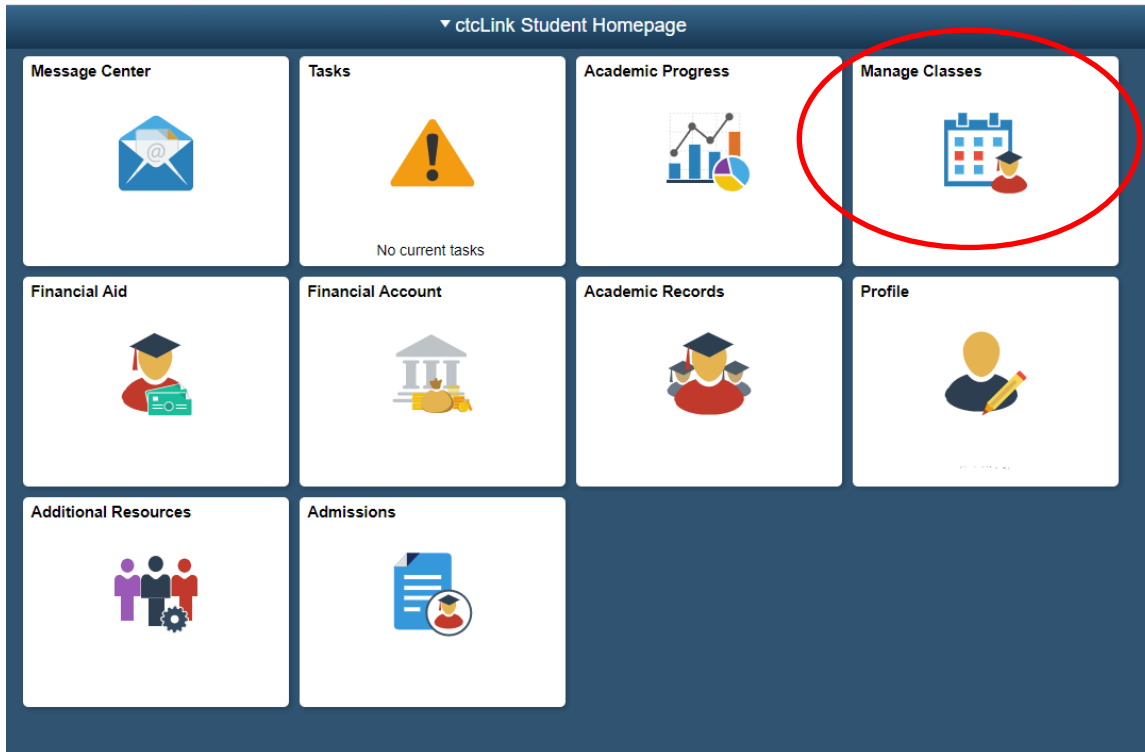 ctcLink Student Homepage
Message Center
Tasks
Academic Progress
Manage Classes
@
No current tasks
Financial Aid
Financial Account
Academic Records
Profile
Additional Resources
Admissions